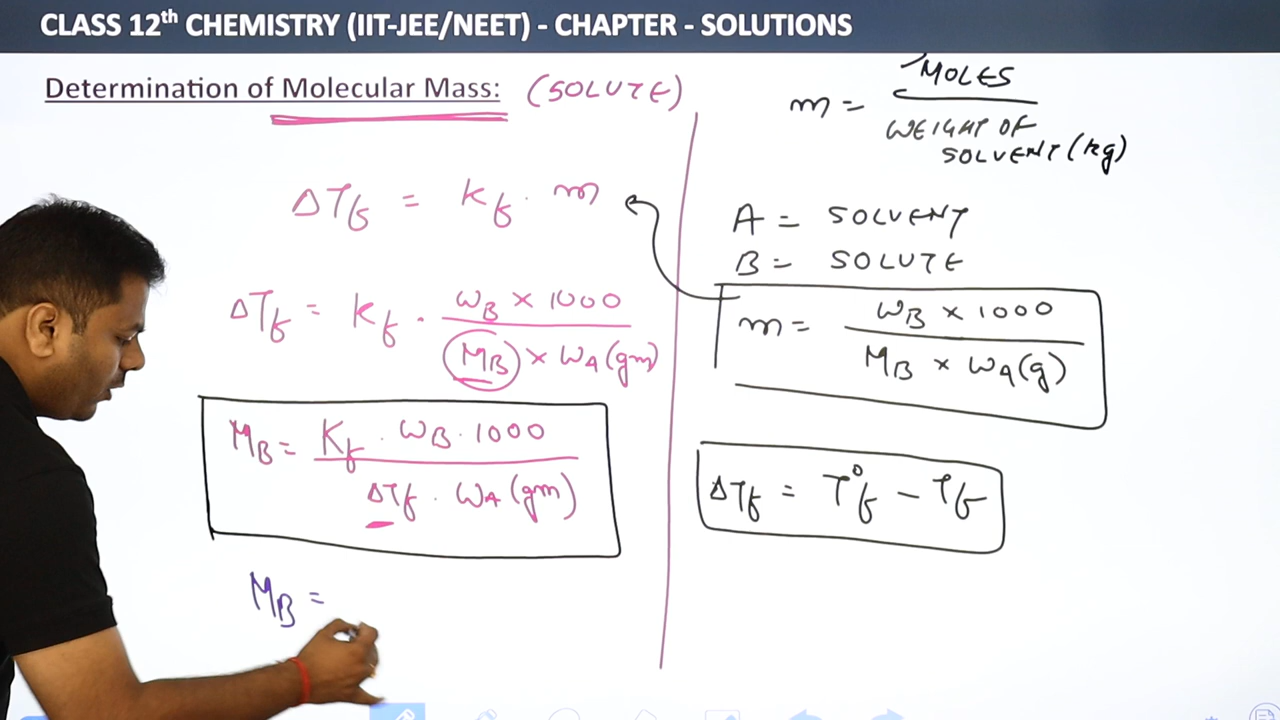 CLASS 12th CHEMISTRY (IIT-JEE/NEET) - CHAPTER - SOLUTIONS
Determination of Molecular Mass: (SOLUTE)
ΔTf = Kf . m
ΔTf = Kf . WB × 1000 / MB × WA (gm)
MB = Kf . WB . 1000 / ΔTf . WA (gm)
MB =
m = MOLES / WEIGHT OF SOLVENT (kg)
A = SOLVENT
B = SOLUTE
m = WB × 1000 / MB × WA (g)
ΔTf = T°f - Tf